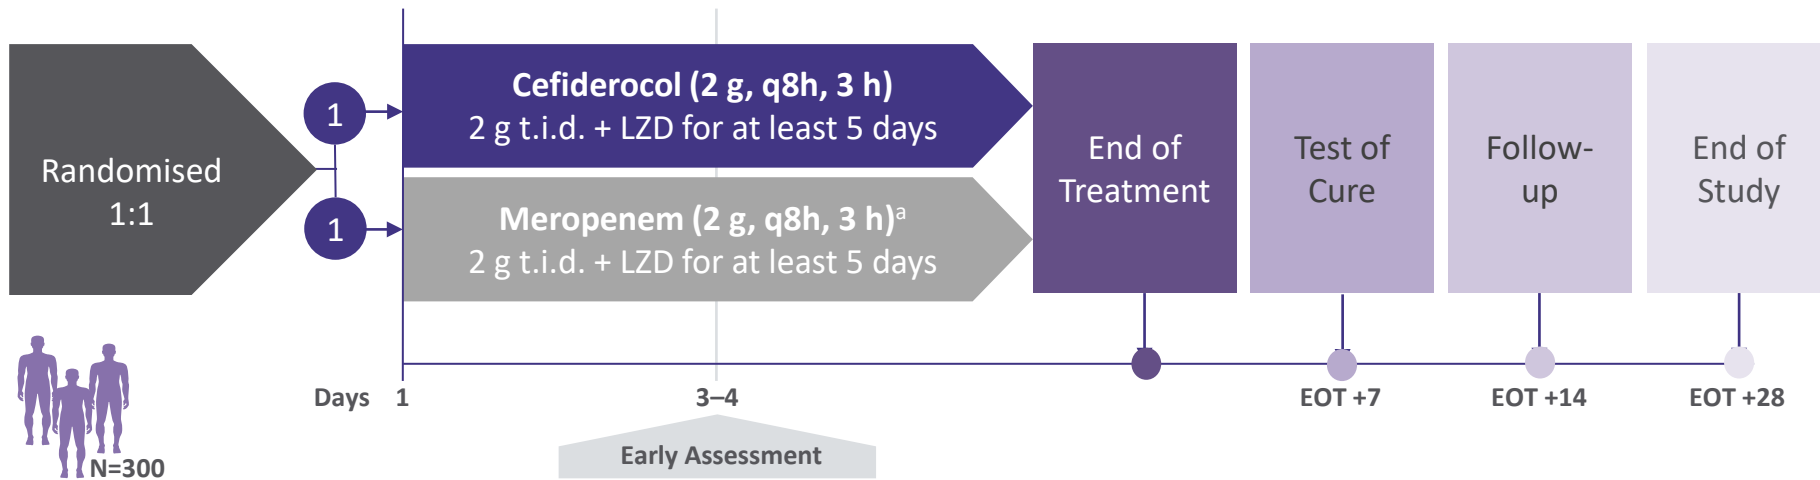 Randomised
1:1
1
1
Cefiderocol (2 g, q8h, 3 h)
2 g t.i.d. + LZD for at least 5 days
Meropenem (2 g, q8h, 3 h)ᵃ
2 g t.i.d. + LZD for at least 5 days
End of
Treatment
Test of
Cure
Follow-
up
End of
Study
Days 1
3–4
EOT +7
EOT +14
EOT +28
Early Assessment
N=300